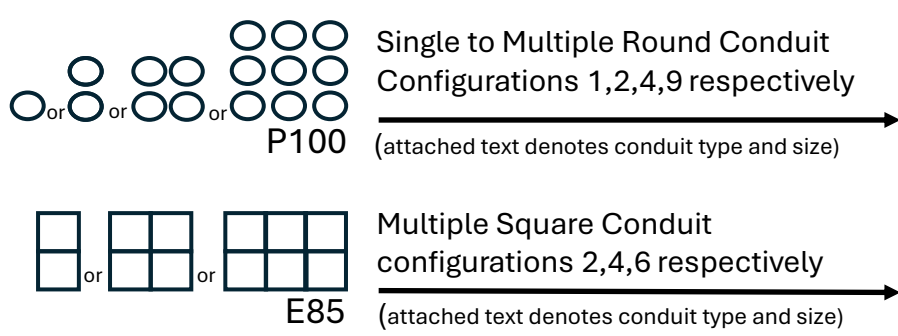 Single to Multiple Round Conduit
Configurations 1,2,4,9 respectively
or or or
P100
(attached text denotes conduit type and size)
Multiple Square Conduit
configurations 2,4,6 respectively
or or
E85
(attached text denotes conduit type and size)